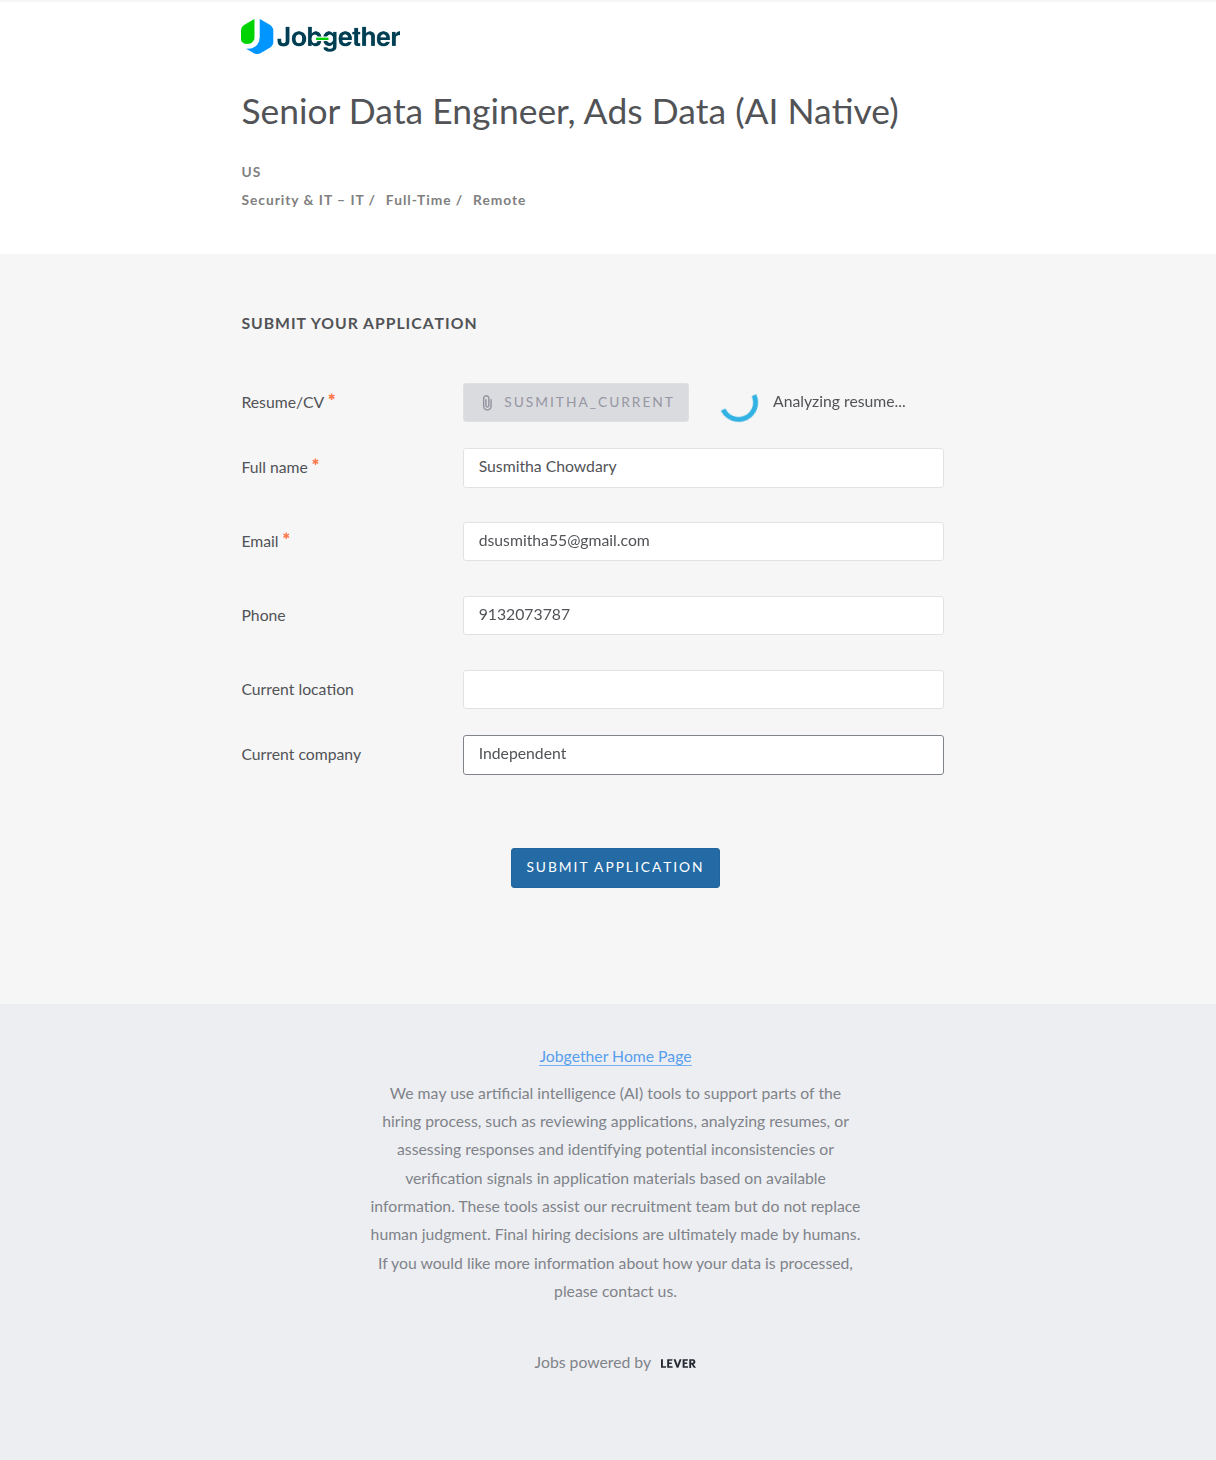 Jobgether
Senior Data Engineer, Ads Data (AI Native)
US
Security & IT – IT / Full-Time / Remote
SUBMIT YOUR APPLICATION
Resume/CV *
SUSMITHA_CURRENT
Analyzing resume...
Full name *
Susmitha Chowdary
Email *
dsusmitha55@gmail.com
Phone
9132073787
Current location
Current company
Independent
SUBMIT APPLICATION
Jobgether Home Page
We may use artificial intelligence (AI) tools to support parts of the
hiring process, such as reviewing applications, analyzing resumes, or
assessing responses and identifying potential inconsistencies or
verification signals in application materials based on available
information. These tools assist our recruitment team but do not replace
human judgment. Final hiring decisions are ultimately made by humans.
If you would like more information about how your data is processed,
please contact us.
Jobs powered by LEVER